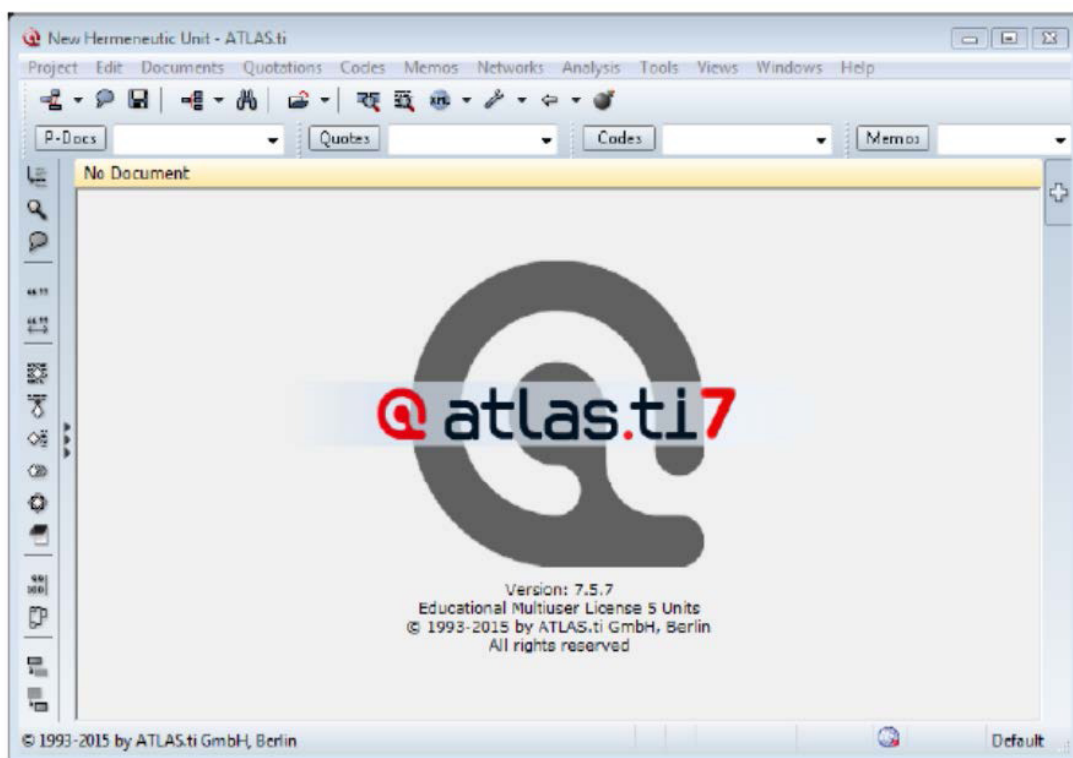 New Hermeneutic Unit - ATLAS.ti
Project Edit Documents Quotations Codes Memos Networks Analysis Tools Views Windows Help
XML
P-Docs Quotes Codes Memos
No Document
@ atlas.ti7
Version: 7.5.7
Educational Multiuser License 5 Units
© 1993-2015 by ATLAS.ti GmbH, Berlin
All rights reserved
© 1993-2015 by ATLAS.ti GmbH, Berlin Default